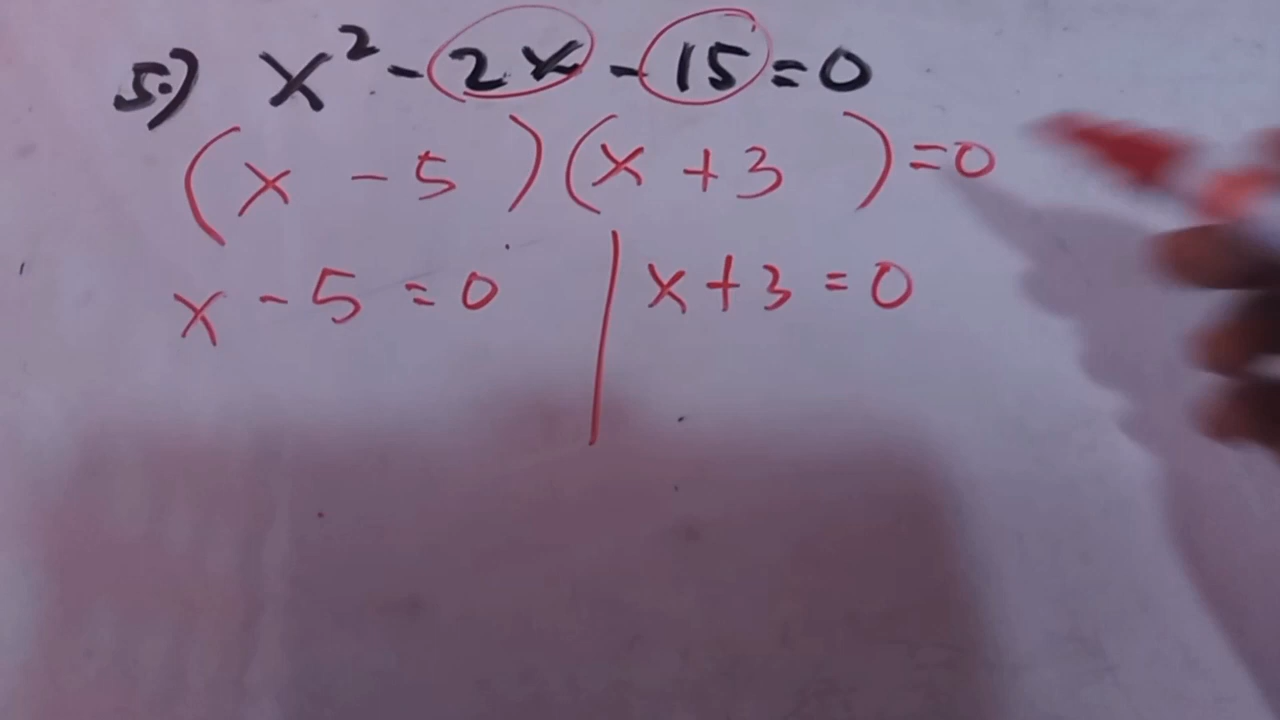 5.) x² - 2x - 15 = 0
(x - 5)(x + 3) = 0
x - 5 = 0 | x + 3 = 0